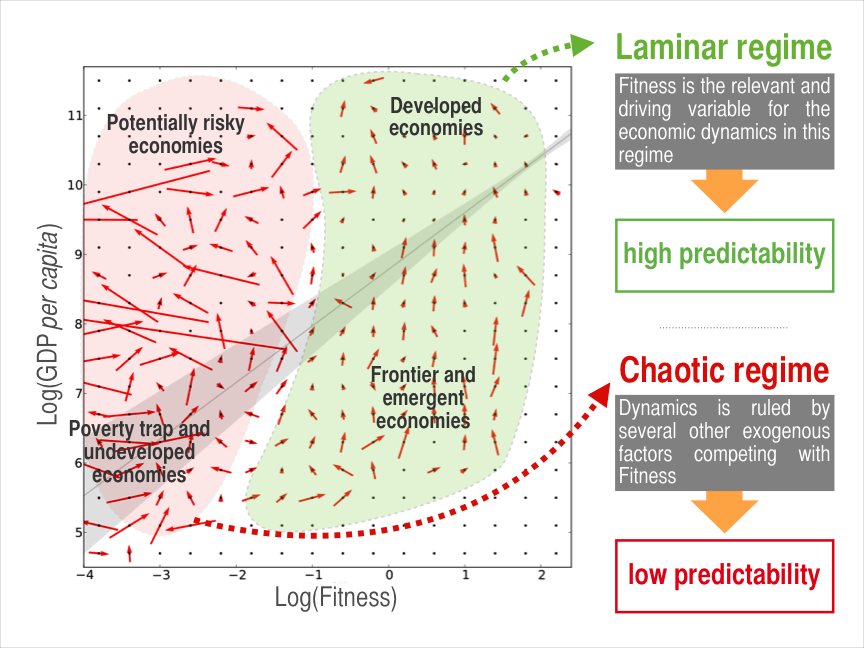 Laminar regime
Fitness is the relevant and
driving variable for the
economic dynamics in this
regime
high predictability
Chaotic regime
Dynamics is ruled by
several other exogenous
factors competing with
Fitness
low predictability
Potentially risky
economies
Developed
economies
Frontier and
emergent
economies
Poverty trap and
undeveloped
economies
Log(GDP per capita)
11
10
9
8
7
6
5
−4 −3 −2 −1 0 1 2
Log(Fitness)